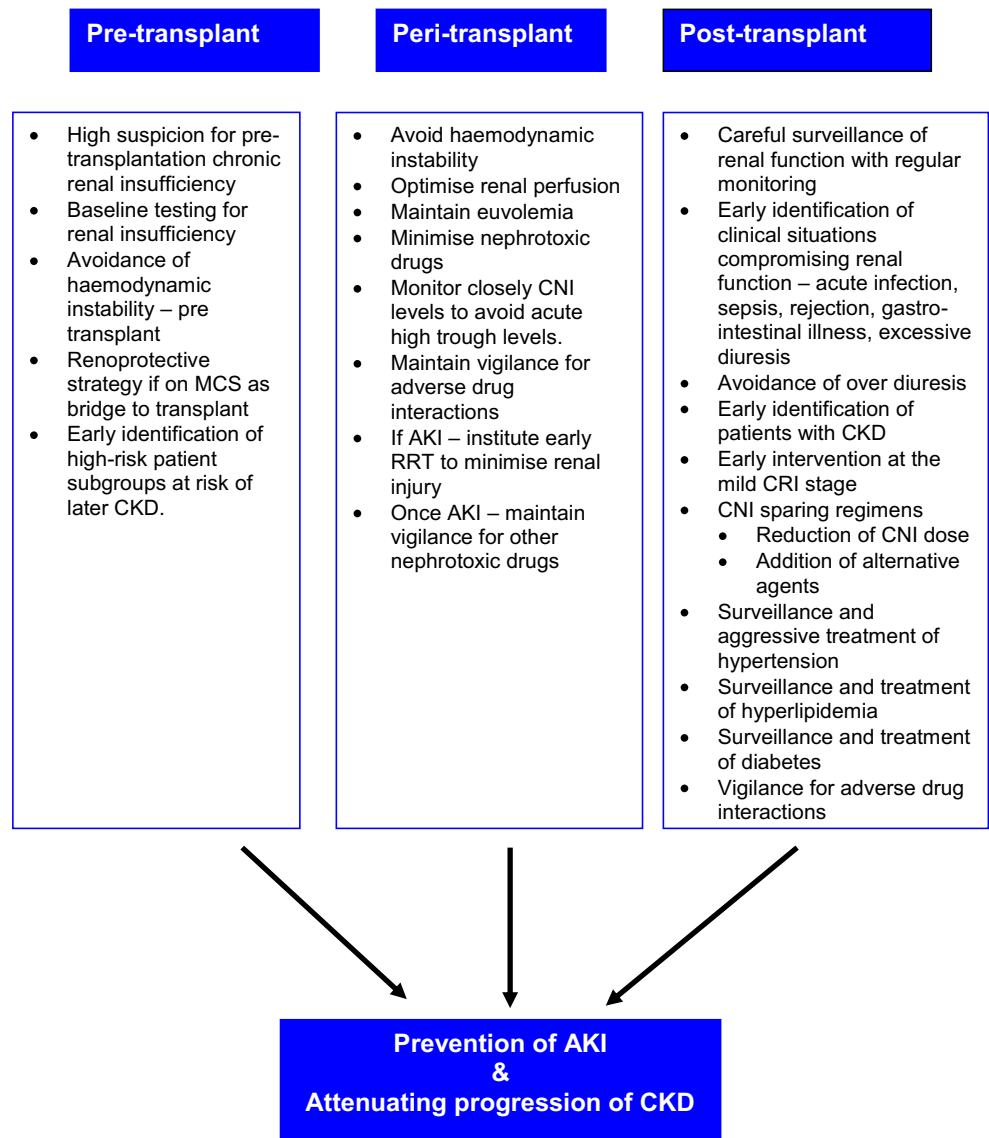 Pre-transplant
Peri-transplant
Post-transplant
• High suspicion for pre-
transplantation chronic
renal insufficiency
• Baseline testing for
renal insufficiency
• Avoidance of
haemodynamic
instability – pre
transplant
• Renoprotective
strategy if on MCS as
bridge to transplant
• Early identification of
high-risk patient
subgroups at risk of
later CKD.
• Avoid haemodynamic
instability
• Optimise renal perfusion
• Maintain euvolemia
• Minimise nephrotoxic
drugs
• Monitor closely CNI
levels to avoid acute
high trough levels.
• Maintain vigilance for
adverse drug
interactions
• If AKI – institute early
RRT to minimise renal
injury
• Once AKI – maintain
vigilance for other
nephrotoxic drugs
• Careful surveillance of
renal function with regular
monitoring
• Early identification of
clinical situations
compromising renal
function – acute infection,
sepsis, rejection, gastro-
intestinal illness, excessive
diuresis
• Avoidance of over diuresis
• Early identification of
patients with CKD
• Early intervention at the
mild CRI stage
• CNI sparing regimens
• Reduction of CNI dose
• Addition of alternative
agents
• Surveillance and
aggressive treatment of
hypertension
• Surveillance and treatment
of hyperlipidemia
• Surveillance and treatment
of diabetes
• Vigilance for adverse drug
interactions
Prevention of AKI
&
Attenuating progression of CKD